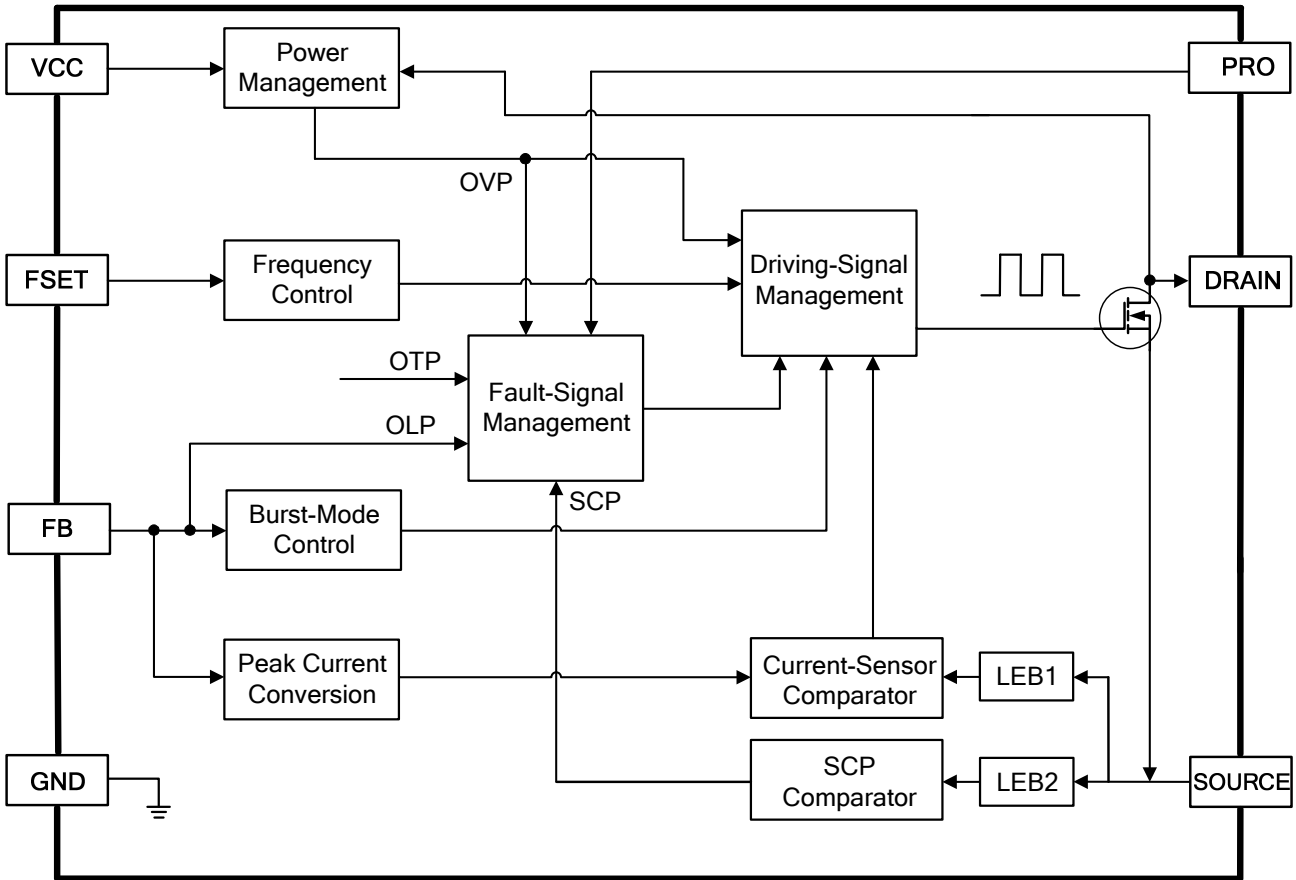 VCC
Power
Management
PRO
OVP
FSET
Frequency
Control
Driving-Signal
Management
DRAIN
OTP
Fault-Signal
Management
OLP
SCP
FB
Burst-Mode
Control
Peak Current
Conversion
Current-Sensor
Comparator
LEB1
GND
SCP
Comparator
LEB2
SOURCE